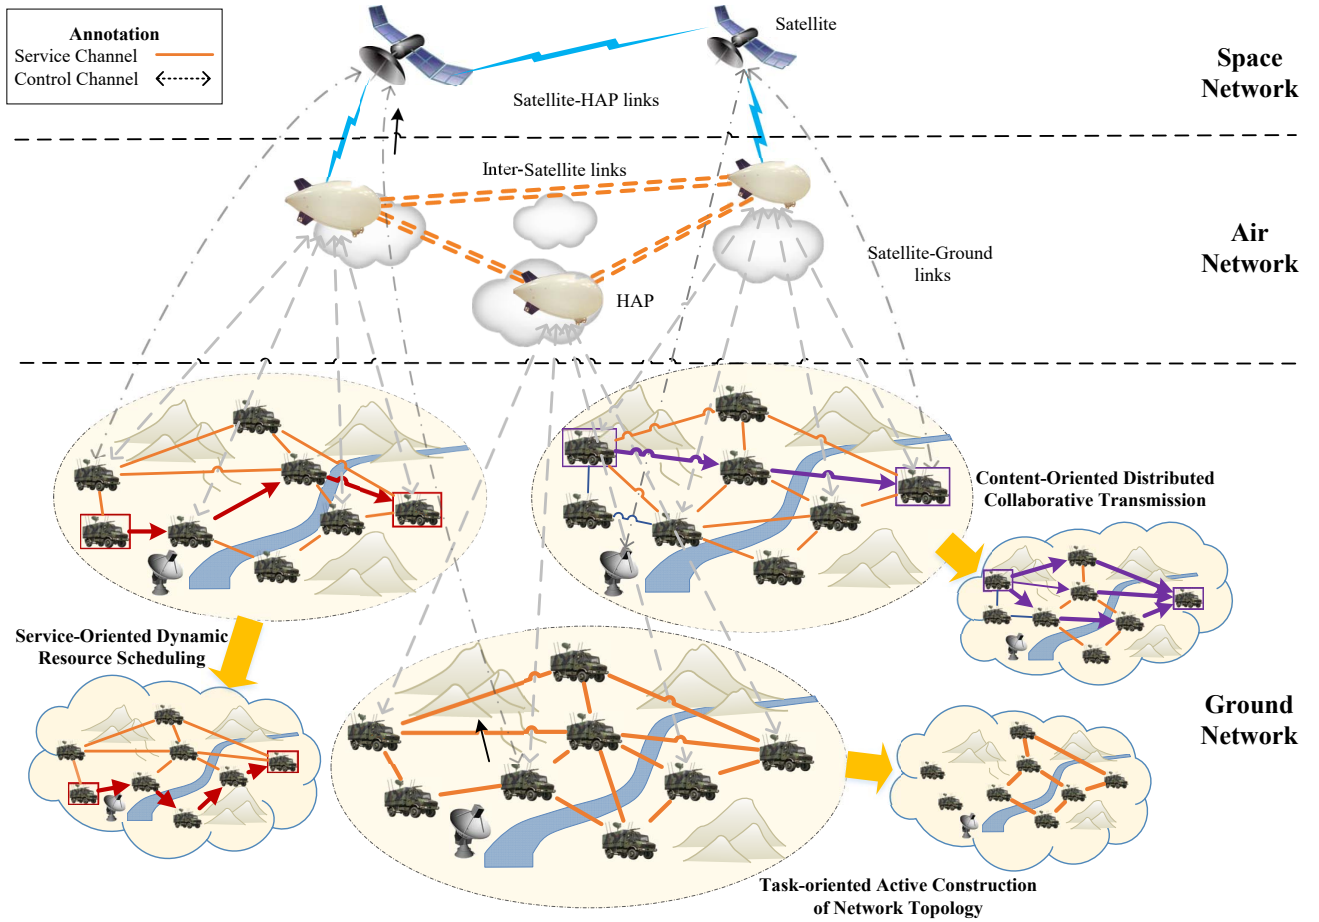 Annotation
Service Channel
Control Channel
Satellite
Space
Network
Satellite-HAP links
Inter-Satellite links
Air
Network
Satellite-Ground
links
HAP
Content-Oriented Distributed
Collaborative Transmission
Service-Oriented Dynamic
Resource Scheduling
Ground
Network
Task-oriented Active Construction
of Network Topology